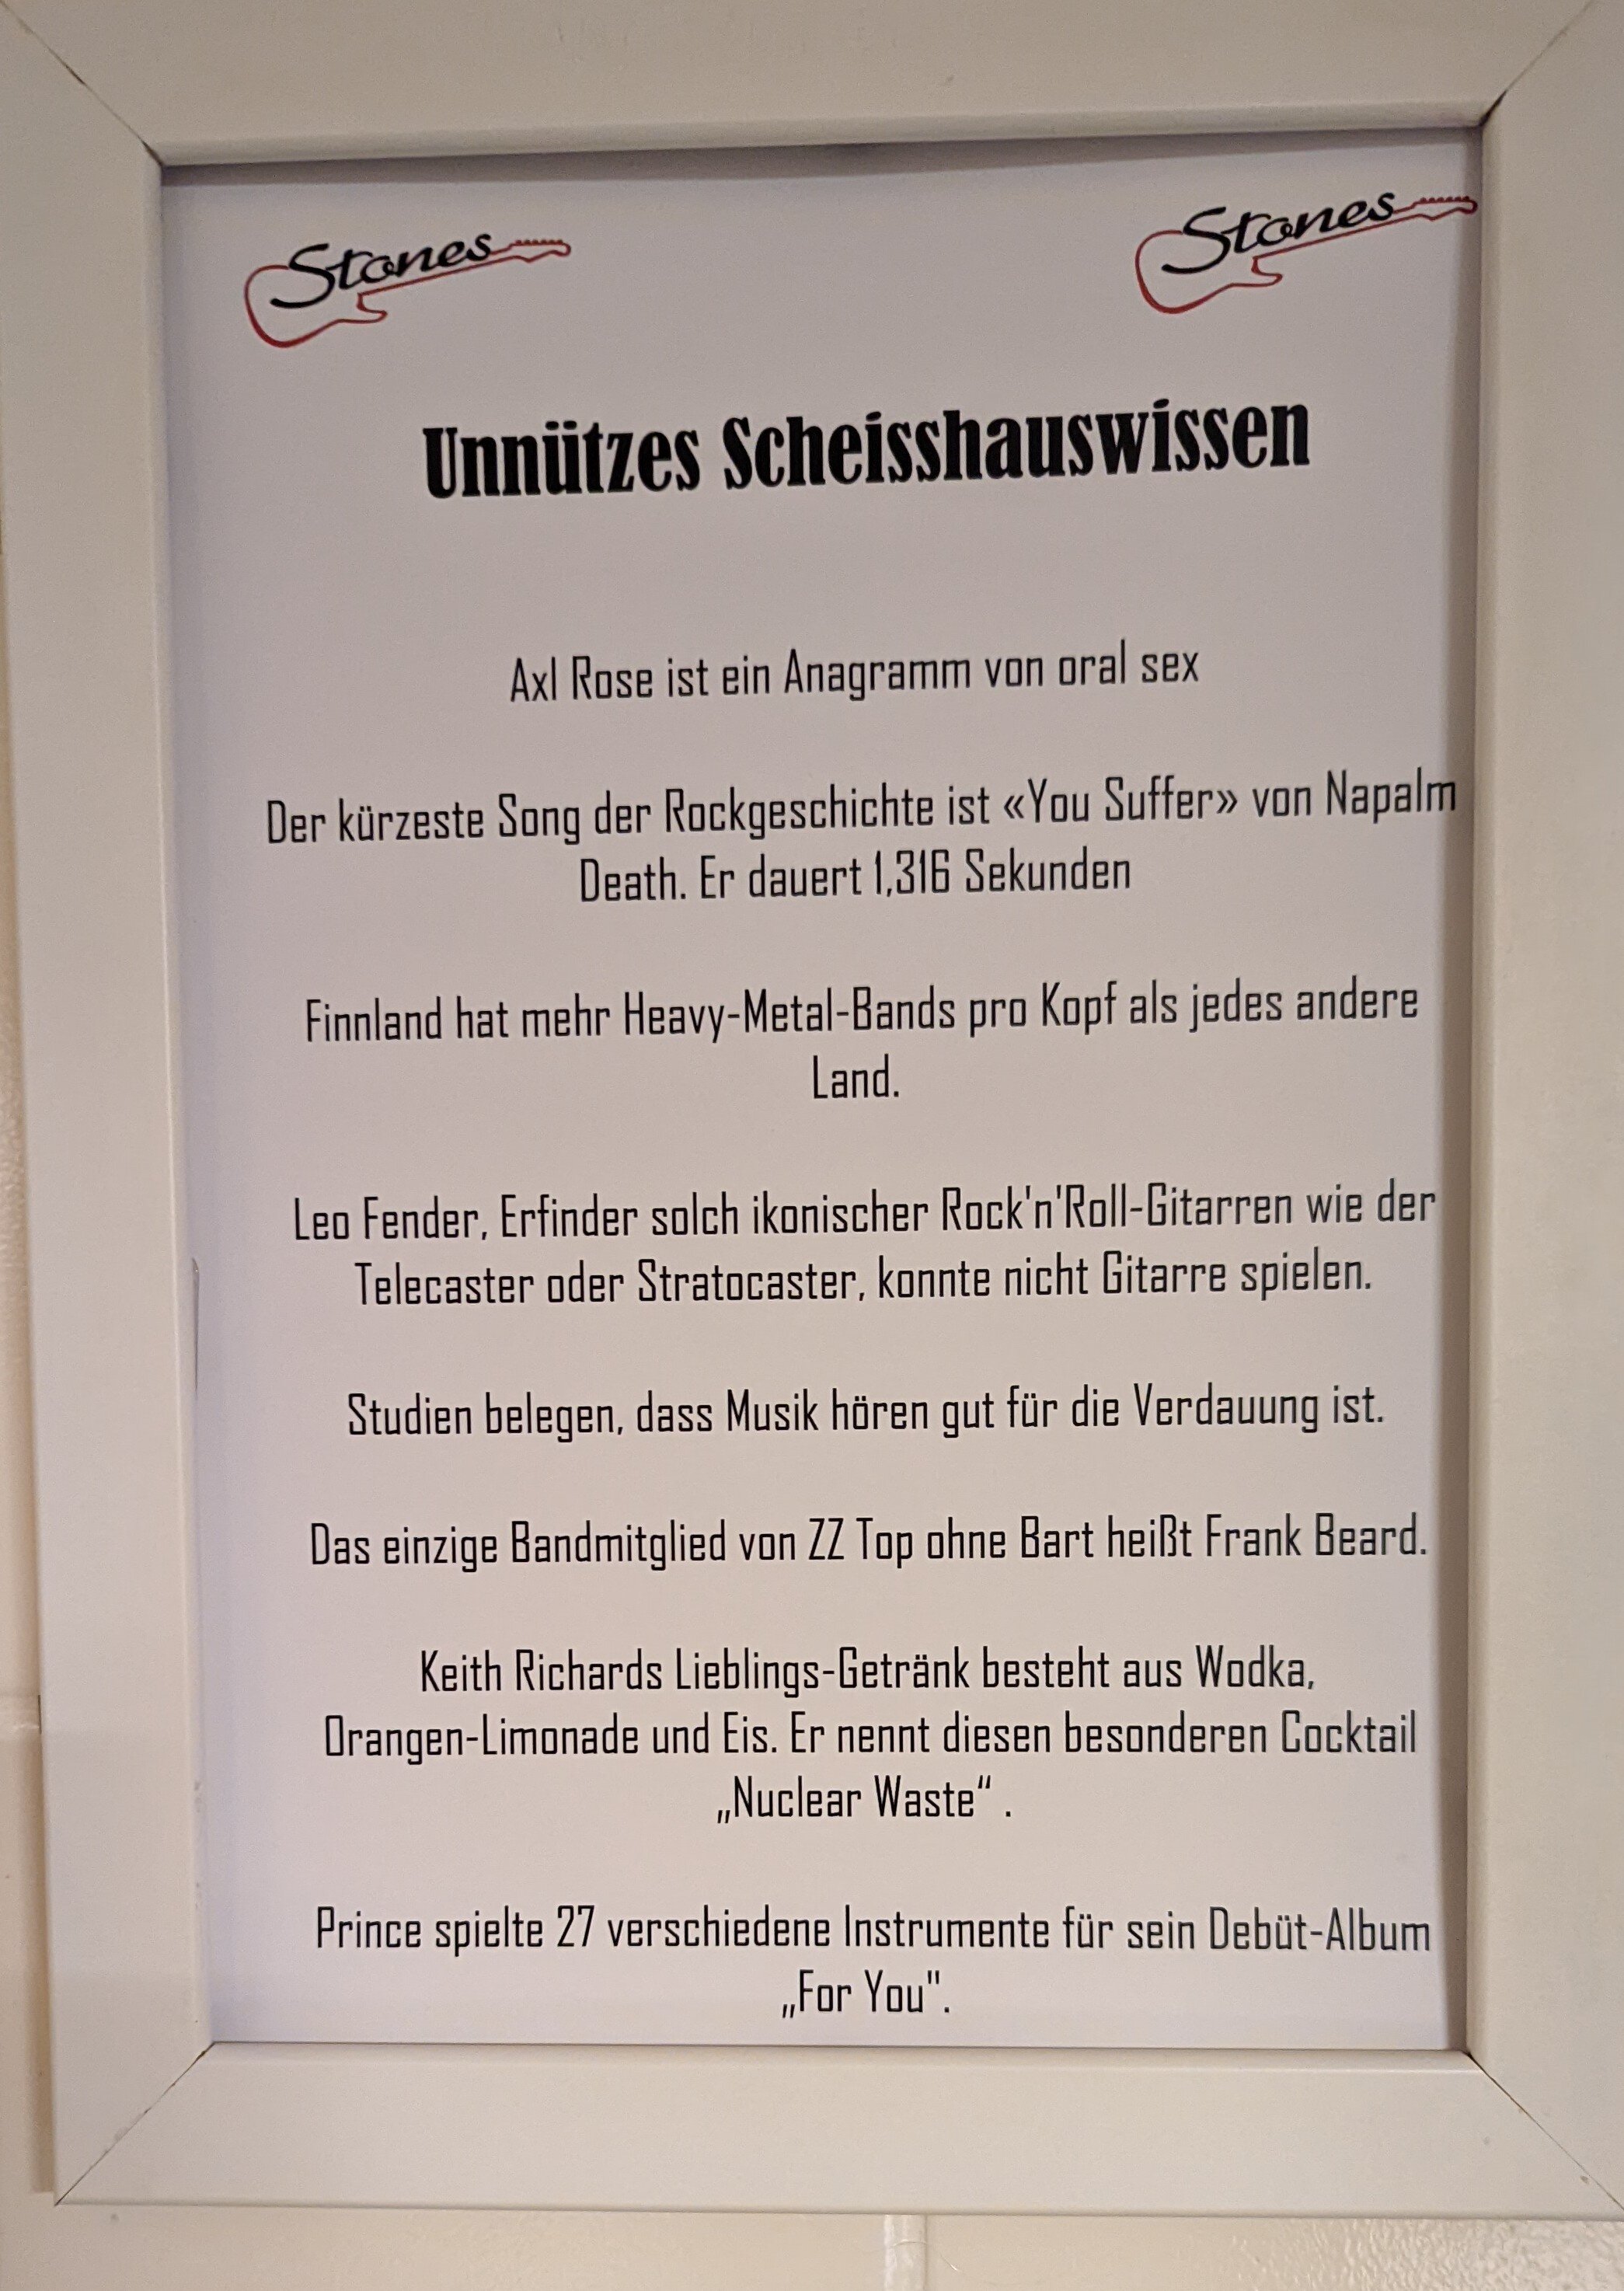 Stones
Stones
Unnützes Scheisshauswissen
Axl Rose ist ein Anagramm von oral sex
Der kürzeste Song der Rockgeschichte ist «You Suffer» von Napalm
Death. Er dauert 1,316 Sekunden
Finnland hat mehr Heavy-Metal-Bands pro Kopf als jedes andere
Land.
Leo Fender, Erfinder solch ikonischer Rock'n'Roll-Gitarren wie der
Telecaster oder Stratocaster, konnte nicht Gitarre spielen.
Studien belegen, dass Musik hören gut für die Verdauung ist.
Das einzige Bandmitglied von ZZ Top ohne Bart heißt Frank Beard.
Keith Richards Lieblings-Getränk besteht aus Wodka,
Orangen-Limonade und Eis. Er nennt diesen besonderen Cocktail
„Nuclear Waste“ .
Prince spielte 27 verschiedene Instrumente für sein Debüt-Album
„For You".